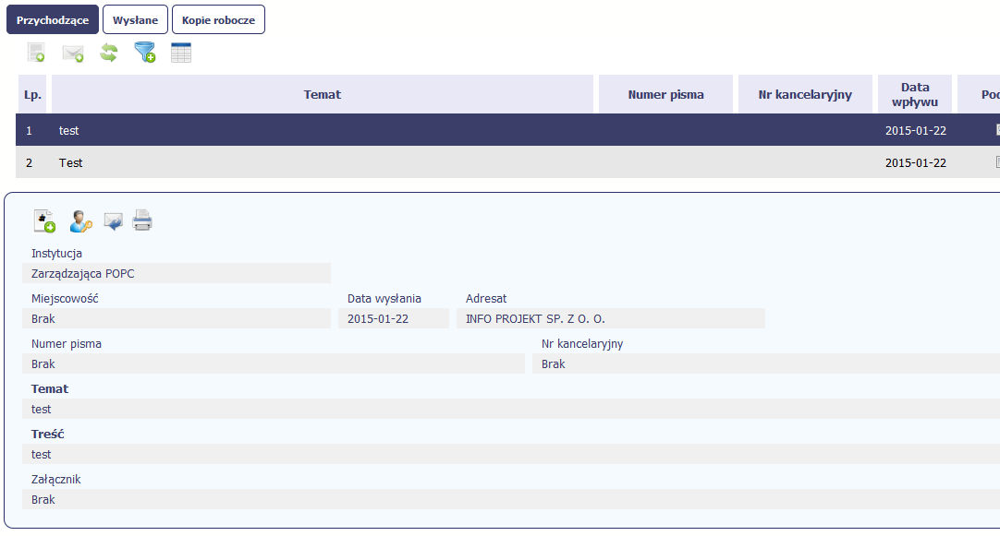 Przychodzące Wysłane Kopie robocze
Lp. Temat Numer pisma Nr kancelaryjny Data wpływu
1 test 2015-01-22
2 Test 2015-01-22
Instytucja
Zarządzająca POPC
Miejscowość Data wysłania Adresat
Brak 2015-01-22 INFO PROJEKT SP. Z O. O.
Numer pisma Nr kancelaryjny
Brak Brak
Temat
test
Treść
test
Załącznik
Brak